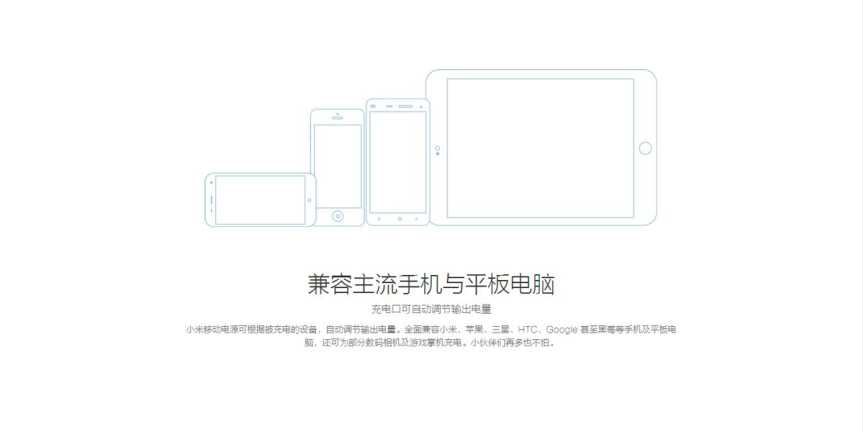 兼容主流手机与平板电脑
充电口可自动调节输出电量
小米移动电源可根据被充电的设备，自动调节输出电量。全面兼容小米、苹果、三星、HTC、Google 甚至黑莓等手机及平板电
脑，还可为部分数码相机及游戏掌机充电。小伙伴们再多也不怕。